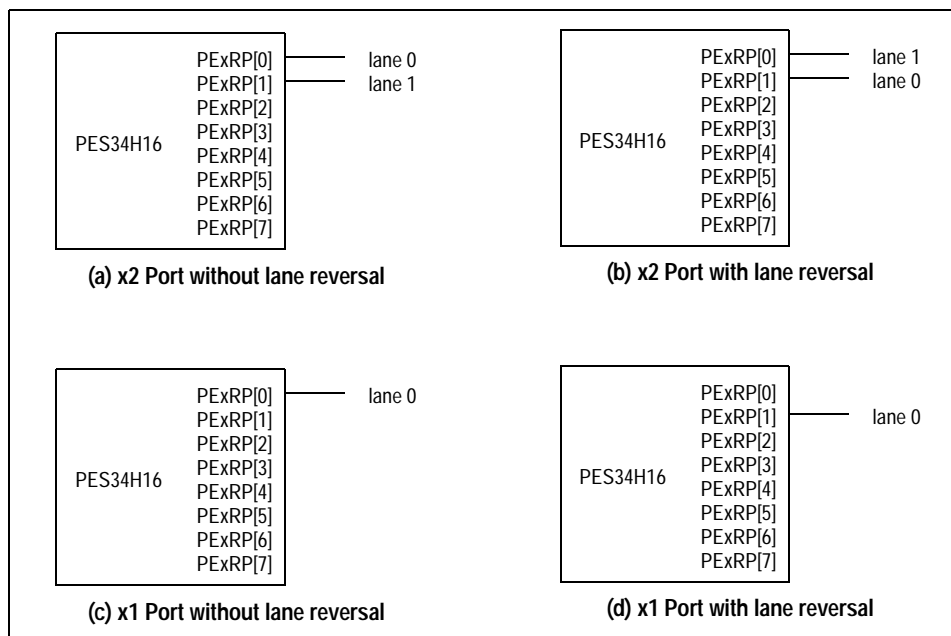 PExRP[0] lane 0
PExRP[1] lane 1
PExRP[2]
PExRP[3]
PES34H16
PExRP[4]
PExRP[5]
PExRP[6]
PExRP[7]
(a) x2 Port without lane reversal
PExRP[0] lane 1
PExRP[1] lane 0
PExRP[2]
PExRP[3]
PES34H16
PExRP[4]
PExRP[5]
PExRP[6]
PExRP[7]
(b) x2 Port with lane reversal
PExRP[0] lane 0
PExRP[1]
PExRP[2]
PExRP[3]
PES34H16
PExRP[4]
PExRP[5]
PExRP[6]
PExRP[7]
(c) x1 Port without lane reversal
PExRP[0]
PExRP[1] lane 0
PExRP[2]
PExRP[3]
PES34H16
PExRP[4]
PExRP[5]
PExRP[6]
PExRP[7]
(d) x1 Port with lane reversal